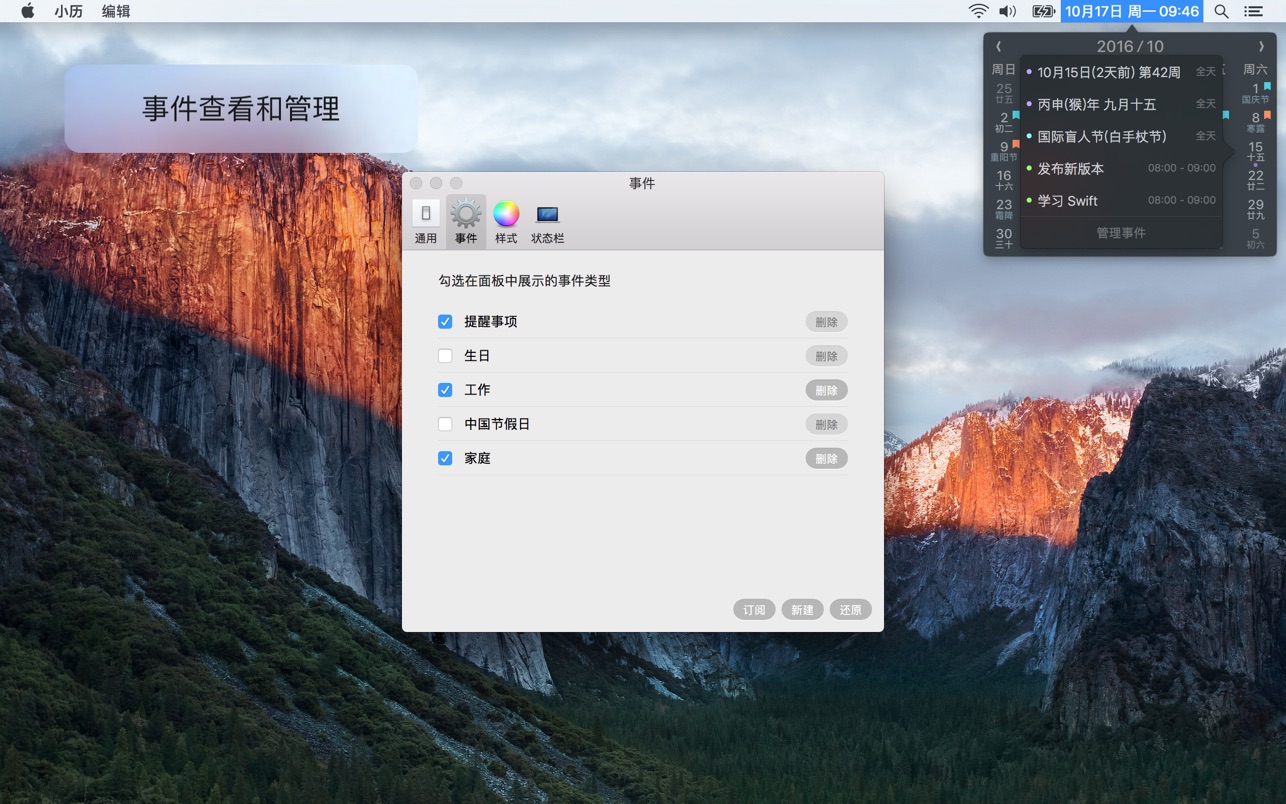 小历 编辑
10月17日 周一 09:46
事件查看和管理
2016 / 10
周日 周六
25 廿五
2 初二
9 重阳节
16 十六
23 霜降
30 三十
10月15日(2天前) 第42周 全天
丙申(猴)年 九月十五 全天
国际盲人节(白手杖节) 全天
发布新版本 08:00 - 09:00
学习 Swift 08:00 - 09:00
管理事件
1 国庆节
8 寒露
15 十五
22 廿二
29 廿九
5 初六
事件
通用 事件 样式 状态栏
勾选在面板中展示的事件类型
提醒事项 删除
生日 删除
工作 删除
中国节假日 删除
家庭 删除
订阅 新建 还原